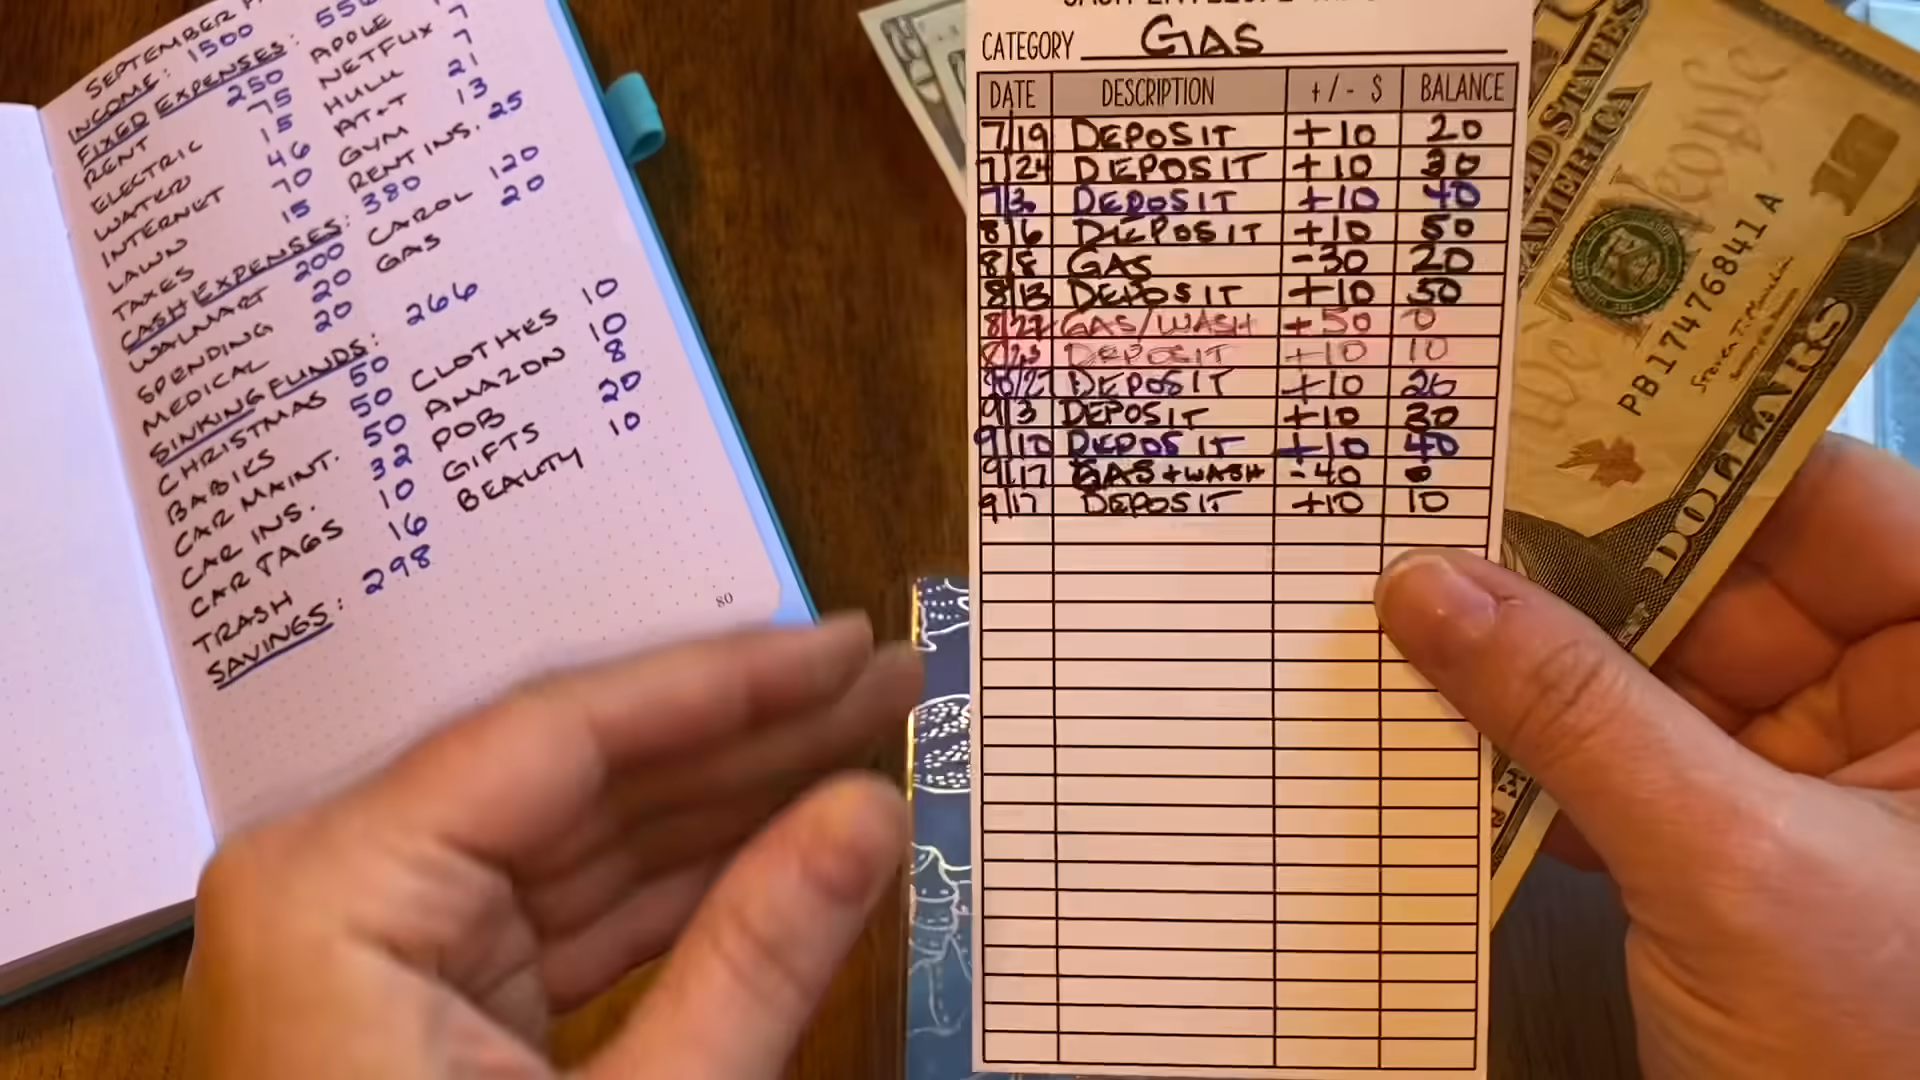 SEPTEMBER
INCOME: 1500
FIXED EXPENSES:
RENT 250
ELECTRIC 75
WATER 15
INTERNET 46
LAWN 70
TAXES 15
APPLE 7
NETFLIX 7
HULU
AT&T 21
GYM 13
RENT INS. 25
CASH EXPENSES: 380
WALMART 200
SPENDING 20
MEDICAL 20
CAROL 120
GAS 20
SINKING FUNDS: 266
CHRISTMAS 50
BABIES 50
CAR MAINT. 50
CAR INS. 32
CAR TAGS 10
TRASH 16
CLOTHES 10
AMAZON 10
POB 8
GIFTS 20
BEAUTY 10
SAVINGS: 298
80
CATEGORY GAS
DATE DESCRIPTION +/- $ BALANCE
7/19 DEPOSIT +10 20
7/24 DEPOSIT +10 30
DEPOSIT +10 40
8/6 DEPOSIT +10 50
8/8 GAS -30 20
8/13 DEPOSIT +10 50
GAS/WASH +50 0
DEPOSIT +10 10
DEPOSIT +10 20
9/3 DEPOSIT +10 30
9/10 DEPOSIT +10 40
9/17 GAS+WASH -40 0
9/17 DEPOSIT +10 10
UNITED STATES
AMERICA
We the People
PB17476841A
DOLLARS